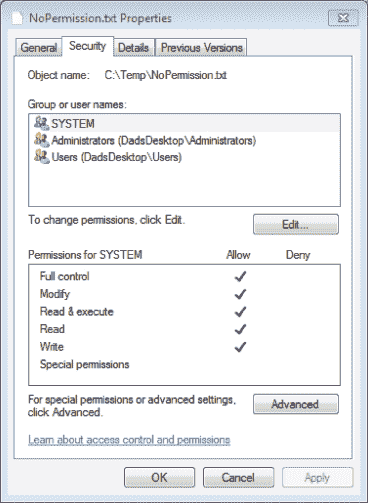 NoPermission.txt Properties
General Security Details Previous Versions
Object name: C:\Temp\NoPermission.txt
Group or user names:
SYSTEM
Administrators (DadsDesktop\Administrators)
Users (DadsDesktop\Users)
To change permissions, click Edit.
Edit...
Permissions for SYSTEM Allow Deny
Full control
Modify
Read & execute
Read
Write
Special permissions
For special permissions or advanced settings,
click Advanced.
Advanced
Learn about access control and permissions
OK Cancel Apply